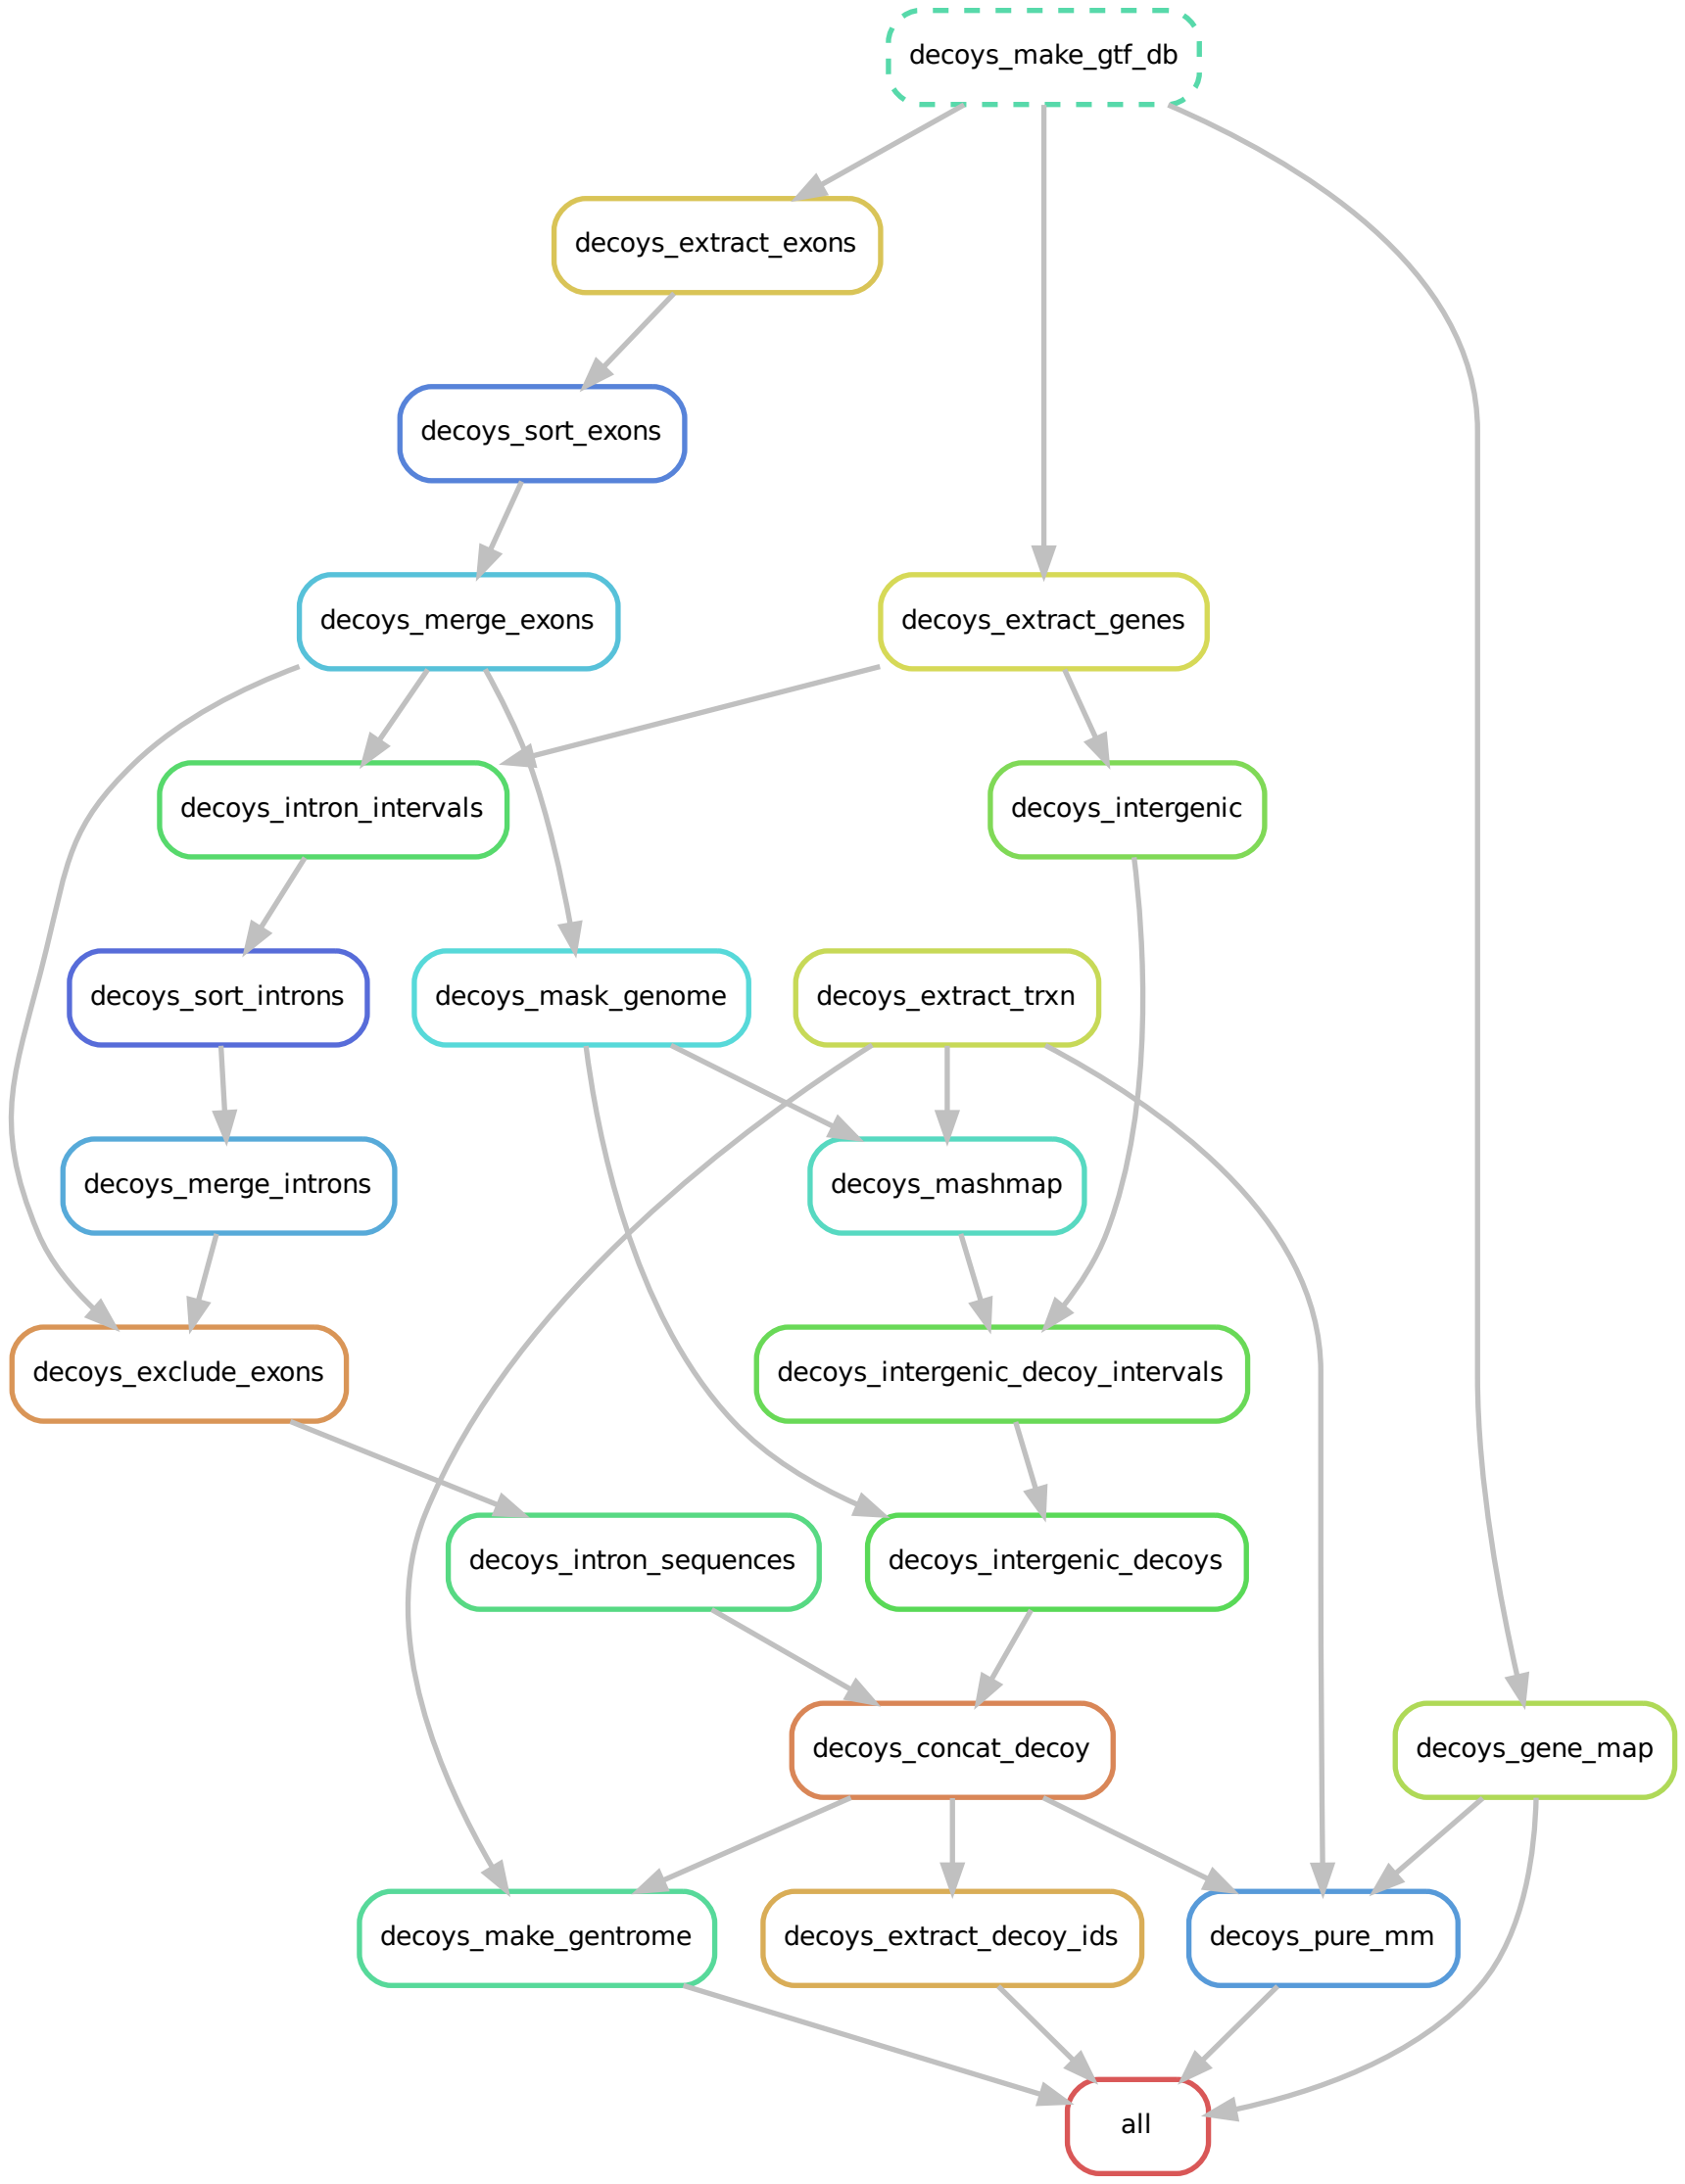 decoys_make_gtf_db
decoys_extract_exons
decoys_sort_exons
decoys_merge_exons
decoys_extract_genes
decoys_intron_intervals
decoys_intergenic
decoys_sort_introns
decoys_mask_genome
decoys_extract_trxn
decoys_merge_introns
decoys_mashmap
decoys_exclude_exons
decoys_intergenic_decoy_intervals
decoys_intron_sequences
decoys_intergenic_decoys
decoys_concat_decoy
decoys_gene_map
decoys_make_gentrome
decoys_extract_decoy_ids
decoys_pure_mm
all